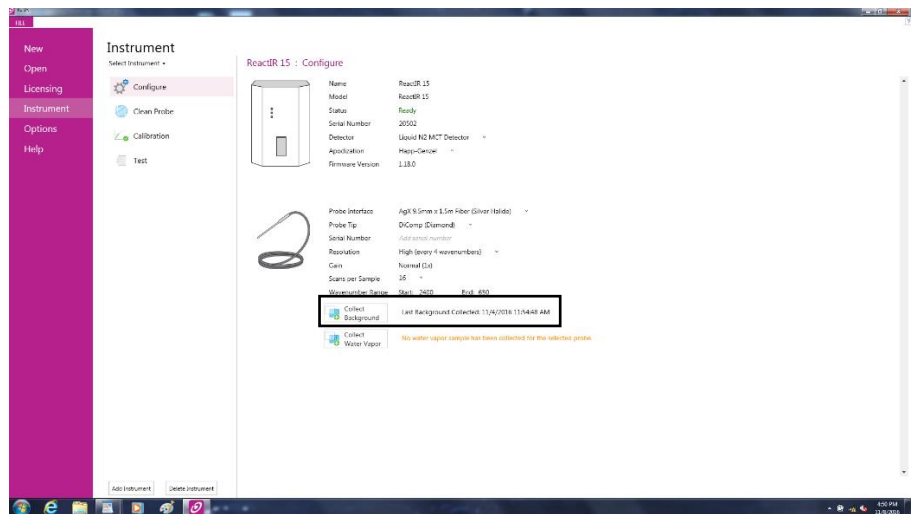 FILE
New
Open
Licensing
Instrument
Options
Help
Instrument
Select Instrument
Configure
Clean Probe
Calibration
Test
Add Instrument Delete Instrument
ReactIR 15 : Configure
Name ReactIR 15
Model ReactIR 15
Status Ready
Serial Number 20502
Detector Liquid N2 MCT Detector
Apodization Happ-Genzel
Firmware Version 1.18.0
Probe Interface AgX 9.5mm x 1.5m Fiber (Silver Halide)
Probe Tip DiComp (Diamond)
Serial Number Add serial number
Resolution High (every 4 wavenumbers)
Gain Normal (1x)
Scans per Sample 16
Wavenumber Range Start: 2400 End: 650
Collect Background Last Background Collected: 11/4/2016 11:54:48 AM
Collect Water Vapor No water vapor sample has been collected for the selected probe.
4:50 PM